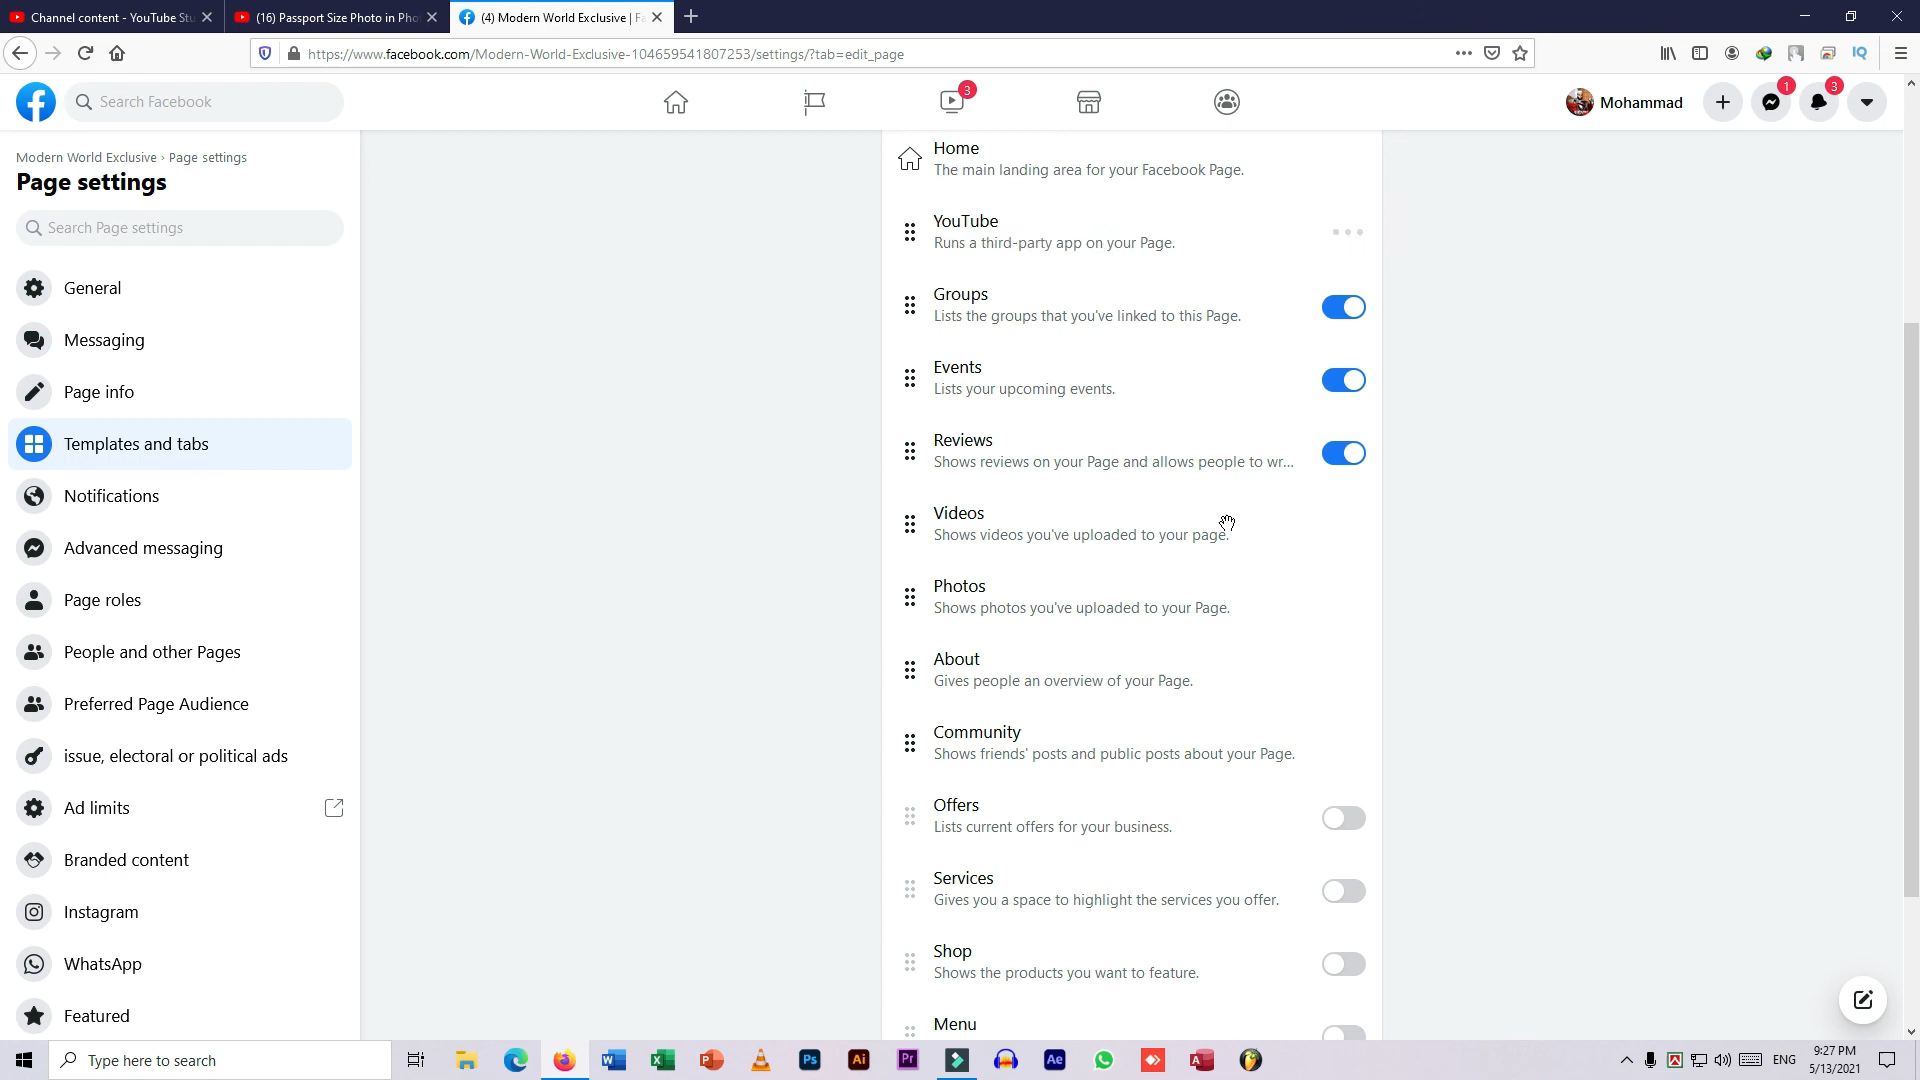 Channel content - YouTube Stu
(16) Passport Size Photo in Pho
(4) Modern World Exclusive | Fa
https://www.facebook.com/Modern-World-Exclusive-104659541807253/settings/?tab=edit_page
Search Facebook
3
Mohammad
1
3
Modern World Exclusive › Page settings
Page settings
Search Page settings
General
Messaging
Page info
Templates and tabs
Notifications
Advanced messaging
Page roles
People and other Pages
Preferred Page Audience
issue, electoral or political ads
Ad limits
Branded content
Instagram
WhatsApp
Featured
Home
The main landing area for your Facebook Page.
YouTube
Runs a third-party app on your Page.
Groups
Lists the groups that you've linked to this Page.
Events
Lists your upcoming events.
Reviews
Shows reviews on your Page and allows people to wr...
Videos
Shows videos you've uploaded to your page.
Photos
Shows photos you've uploaded to your Page.
About
Gives people an overview of your Page.
Community
Shows friends' posts and public posts about your Page.
Offers
Lists current offers for your business.
Services
Gives you a space to highlight the services you offer.
Shop
Shows the products you want to feature.
Menu
Type here to search
Ps
Ai
Pr
Ae
ENG
9:27 PM
5/13/2021